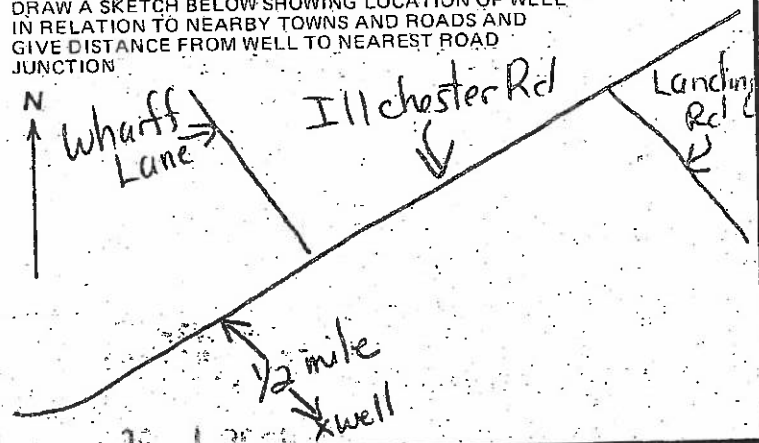 DRAW A SKETCH BELOW SHOWING LOCATION OF WELL
IN RELATION TO NEARBY TOWNS AND ROADS AND
GIVE DISTANCE FROM WELL TO NEAREST ROAD
JUNCTION
N
Wharff
Lane
Illchester Rd
Landing
Rd
1/2 mile
x well